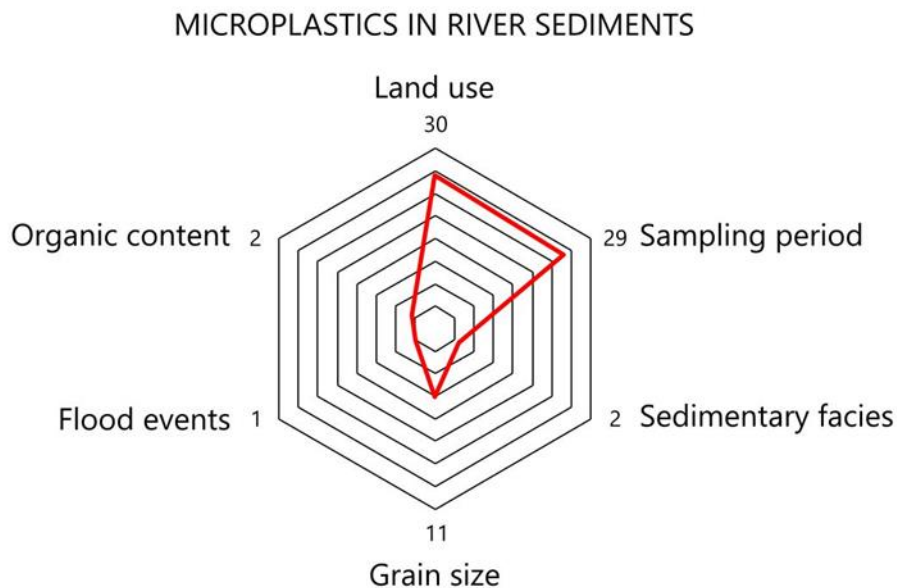 MICROPLASTICS IN RIVER SEDIMENTS
Land use
30
Organic content 2
29 Sampling period
Flood events 1
2 Sedimentary facies
11
Grain size